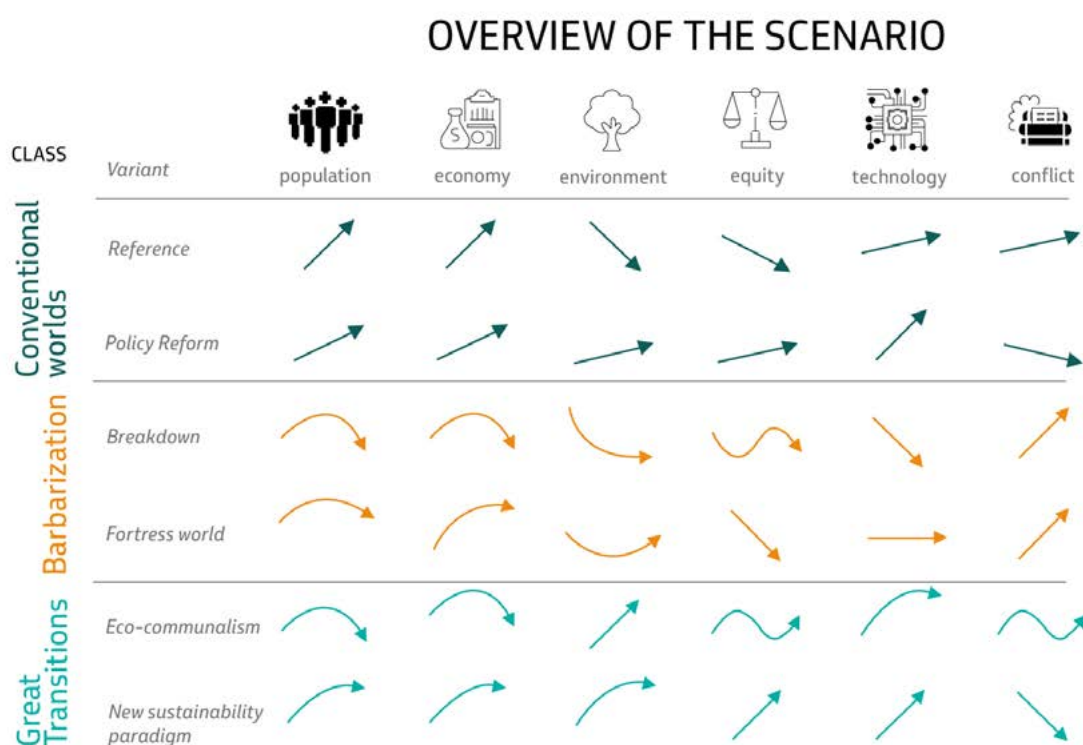 OVERVIEW OF THE SCENARIO
CLASS
Variant
population
economy
environment
equity
technology
conflict
Conventional
worlds
Reference
Policy Reform
Barbarization
Breakdown
Fortress world
Great
Transitions
Eco-communalism
New sustainability
paradigm